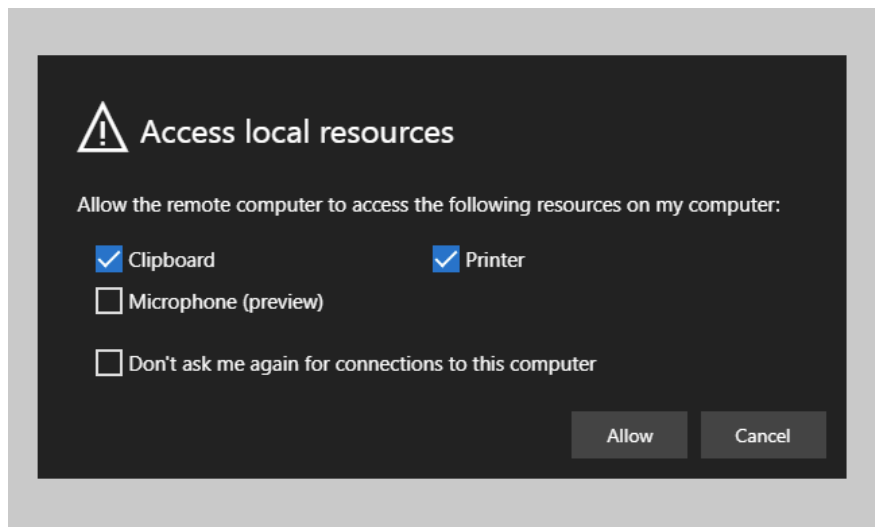 Access local resources
Allow the remote computer to access the following resources on my computer:
Clipboard Printer
Microphone (preview)
Don't ask me again for connections to this computer
Allow Cancel